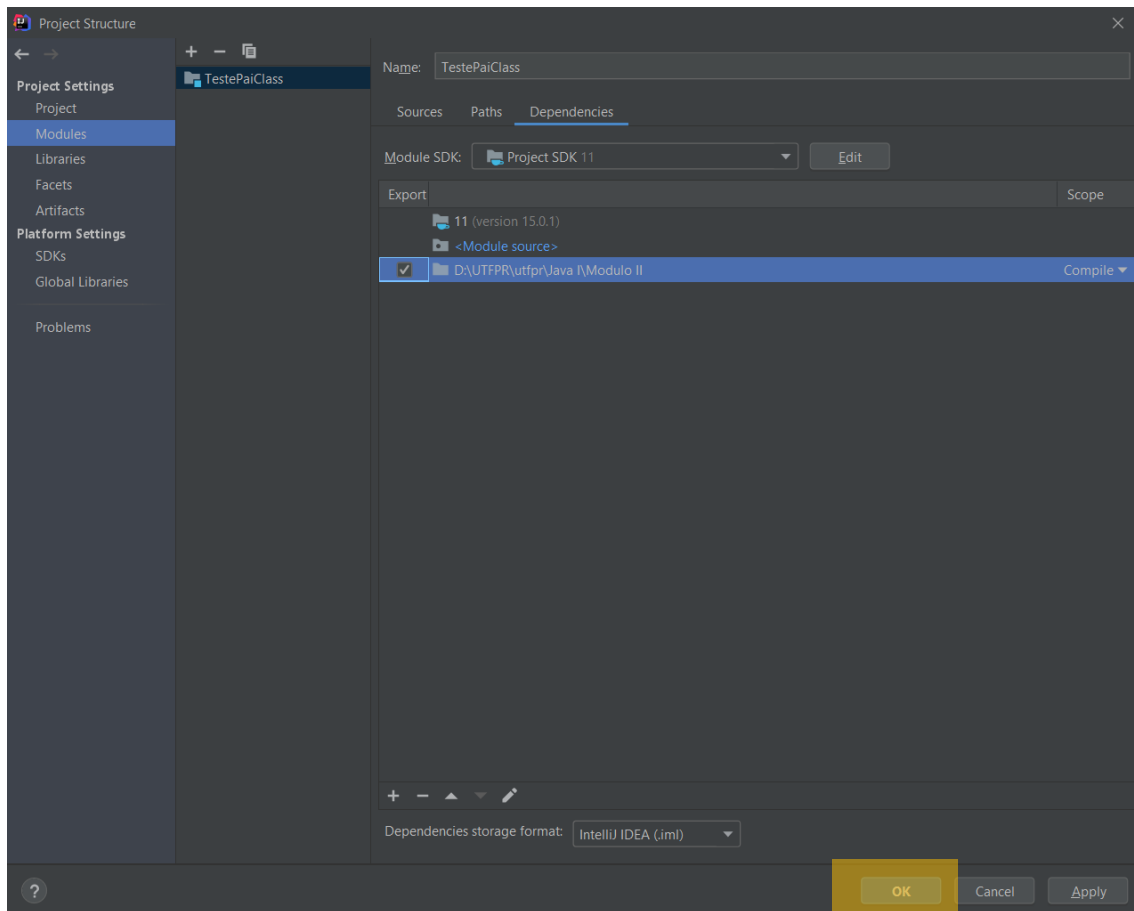 Project Structure
Project Settings
Project
Modules
Libraries
Facets
Artifacts
Platform Settings
SDKs
Global Libraries
Problems
TestePaiClass
Name: TestePaiClass
Sources Paths Dependencies
Module SDK: Project SDK 11 Edit
Export Scope
11 (version 15.0.1)
<Module source>
D:\UTFPR\utfpr\Java I\Modulo II Compile
Dependencies storage format: IntelliJ IDEA (.iml)
? OK Cancel Apply